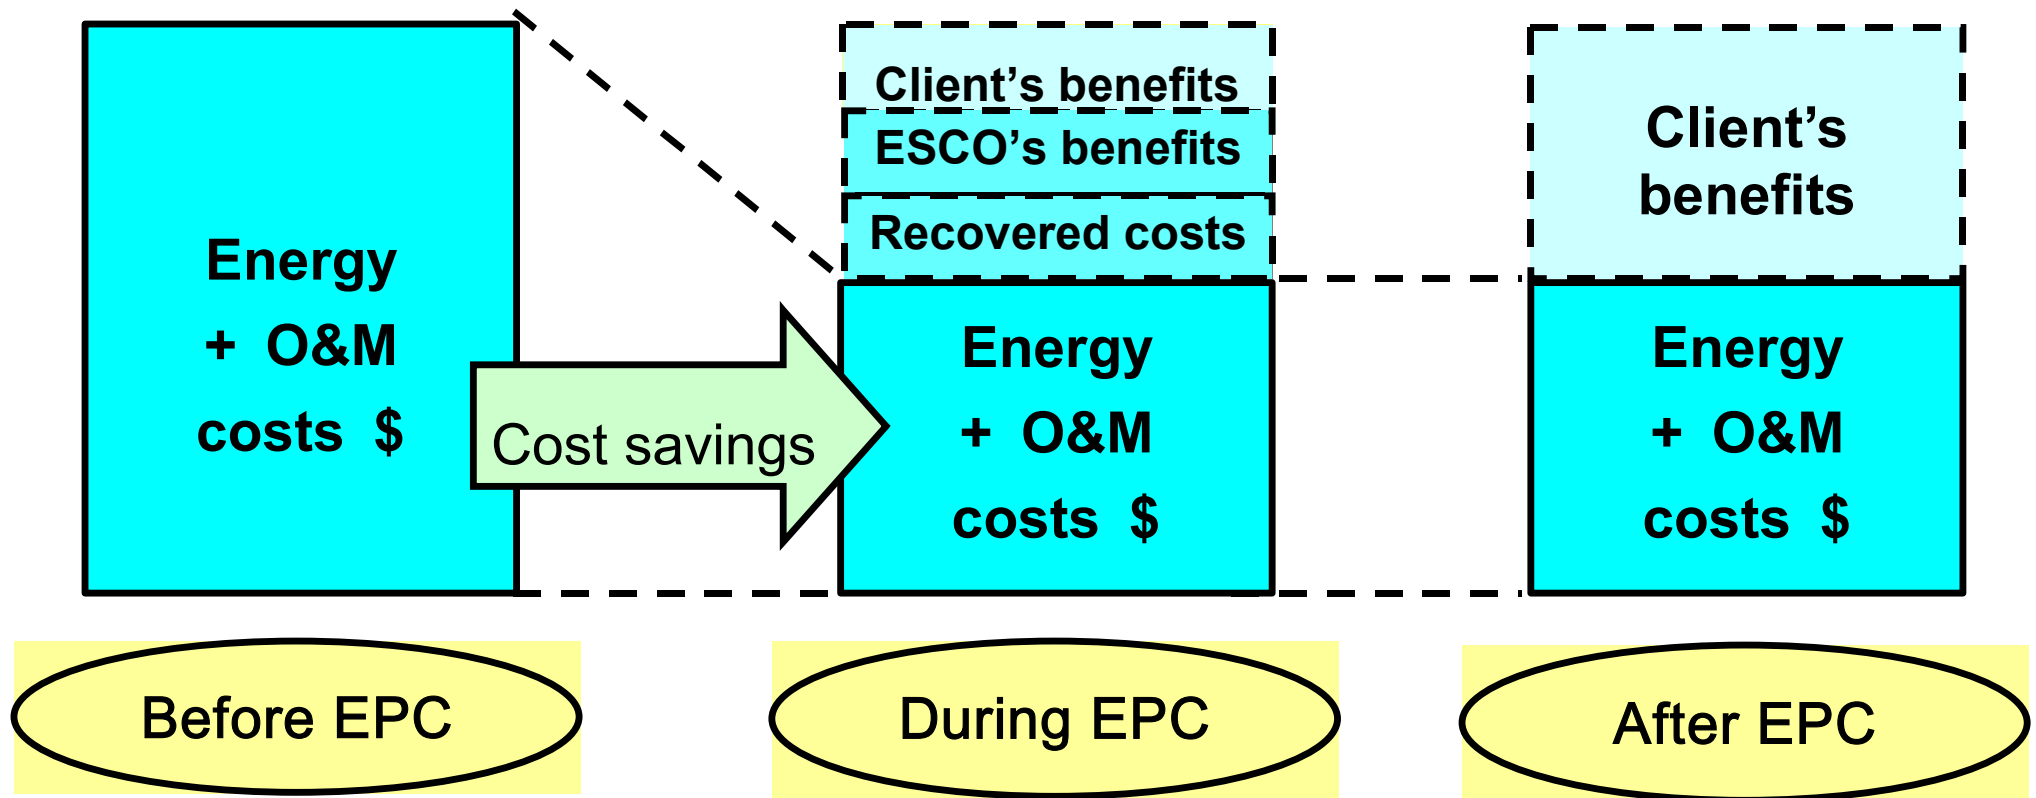 Energy
+ O&M
costs $
Cost savings
Client’s benefits
ESCO’s benefits
Recovered costs
Energy
+ O&M
costs $
Client’s
benefits
Energy
+ O&M
costs $
Before EPC
During EPC
After EPC